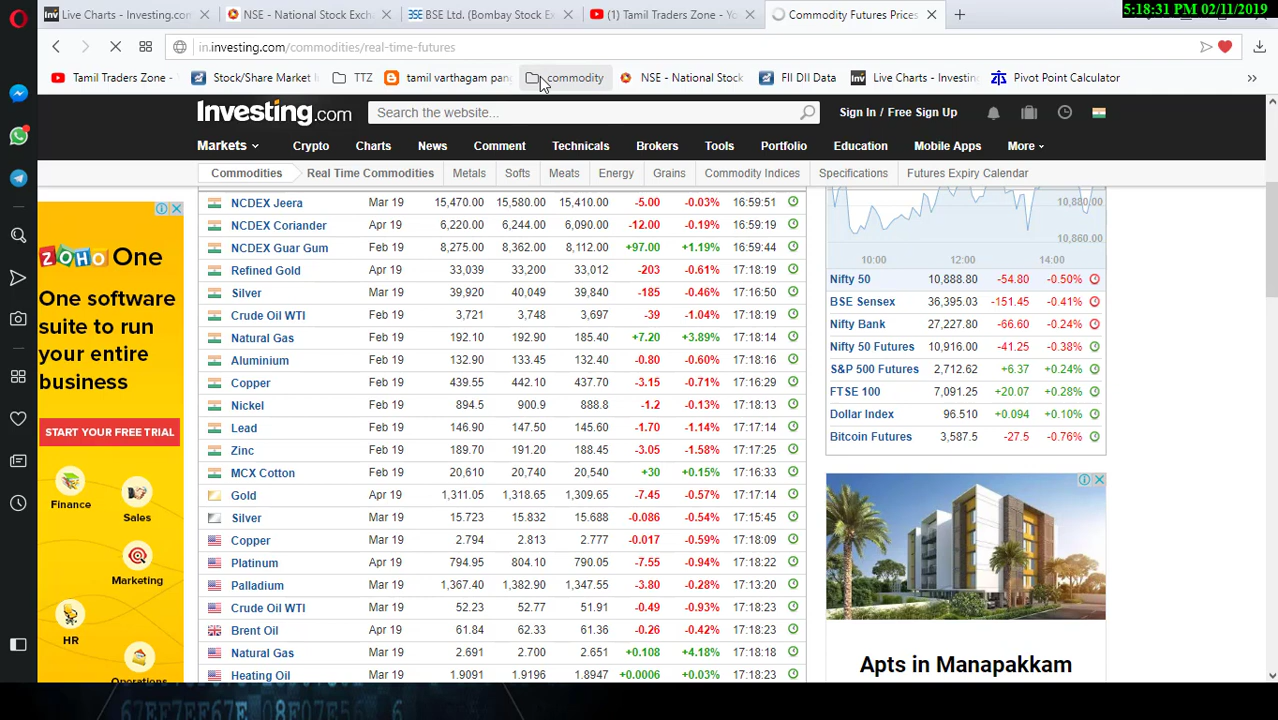 5:18:31 PM 02/11/2019
Live Charts - Investing.com
NSE - National Stock Exch
BSE Ltd. (Bombay Stock Ex
(1) Tamil Traders Zone - Yo
Commodity Futures Prices
in.investing.com/commodities/real-time-futures
Tamil Traders Zone -
Stock/Share Market I
TTZ
tamil varthagam pan
commodity
NSE - National Stock
FII DII Data
Live Charts - Investin
Pivot Point Calculator
Investing.com
Search the website...
Sign In / Free Sign Up
Markets Crypto Charts News Comment Technicals Brokers Tools Portfolio Education Mobile Apps More
Commodities Real Time Commodities Metals Softs Meats Energy Grains Commodity Indices Specifications Futures Expiry Calendar
NCDEX Jeera Mar 19 15,470.00 15,580.00 15,410.00 -5.00 -0.03% 16:59:51
NCDEX Coriander Apr 19 6,220.00 6,244.00 6,090.00 -12.00 -0.19% 16:59:19
NCDEX Guar Gum Feb 19 8,275.00 8,392.00 8,112.00 +97.00 +1.19% 16:59:44
Refined Gold Apr 19 33,039 33,200 33,012 -203 -0.61% 17:18:19
Silver Mar 19 39,920 40,049 39,840 -185 -0.46% 17:16:50
Crude Oil WTI Feb 19 3,721 3,748 3,697 -39 -1.04% 17:18:19
Natural Gas Feb 19 192.10 192.90 185.40 +7.20 +3.89% 17:18:14
Aluminium Feb 19 132.90 133.45 132.40 -0.80 -0.60% 17:18:16
Copper Feb 19 439.55 442.10 437.70 -3.15 -0.71% 17:16:29
Nickel Feb 19 894.5 900.9 888.8 -1.2 -0.13% 17:18:13
Lead Feb 19 146.90 147.50 145.60 -1.70 -1.14% 17:17:14
Zinc Feb 19 189.70 191.20 188.45 -3.05 -1.58% 17:17:25
MCX Cotton Feb 19 20,610 20,740 20,540 +30 +0.15% 17:16:33
Gold Apr 19 1,311.05 1,318.65 1,309.65 -7.45 -0.57% 17:17:14
Silver Mar 19 15.723 15.832 15.688 -0.086 -0.54% 17:15:45
Copper Mar 19 2.794 2.813 2.777 -0.017 -0.59% 17:18:09
Platinum Apr 19 794.95 804.10 790.05 -7.55 -0.94% 17:18:22
Palladium Mar 19 1,367.40 1,382.90 1,347.55 -3.80 -0.28% 17:13:20
Crude Oil WTI Mar 19 52.23 52.77 51.91 -0.49 -0.93% 17:18:23
Brent Oil Apr 19 61.84 62.33 61.36 -0.26 -0.42% 17:18:23
Natural Gas Mar 19 2.691 2.700 2.651 +0.108 +4.18% 17:18:18
Heating Oil Mar 19 1.9091 1.9196 1.8947 +0.0006 +0.03% 17:18:22
10,880.00
10,860.00
10:00 12:00 14:00
Nifty 50 10,888.80 -54.80 -0.50%
BSE Sensex 36,395.03 -151.45 -0.41%
Nifty Bank 27,227.80 -66.60 -0.24%
Nifty 50 Futures 10,916.00 -41.25 -0.38%
S&P 500 Futures 2,712.62 +6.37 +0.24%
FTSE 100 7,091.25 +20.07 +0.28%
Dollar Index 96.510 +0.094 +0.10%
Bitcoin Futures 3,587.5 -27.5 -0.76%
ZOHO One
One software
suite to run
your entire
business
START YOUR FREE TRIAL
Finance
Sales
Marketing
HR
Operations
Apts in Manapakkam